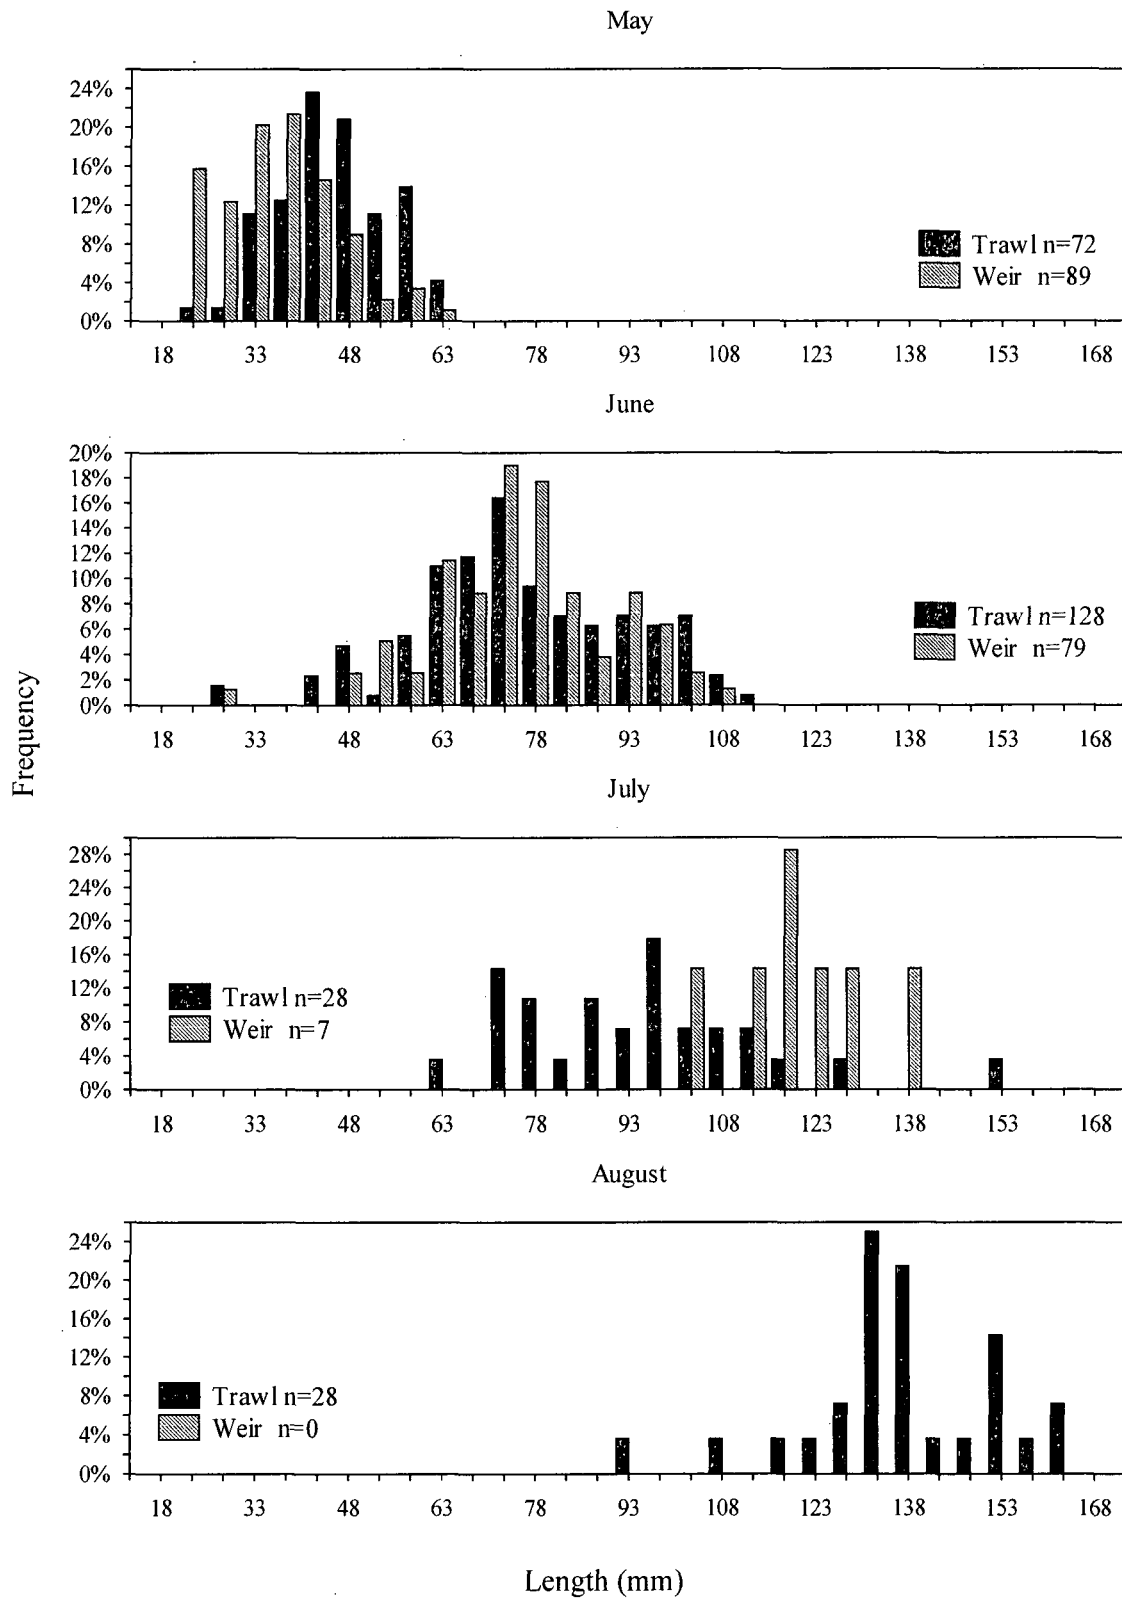 May
24%
20%
16%
12%
8%
4%
0%
Trawl n=72
Weir n=89
18 33 48 63 78 93 108 123 138 153 168
June
20%
18%
16%
14%
12%
10%
8%
6%
4%
2%
0%
Trawl n=128
Weir n=79
18 33 48 63 78 93 108 123 138 153 168
Frequency
July
28%
24%
20%
16%
12%
8%
4%
0%
Trawl n=28
Weir n=7
18 33 48 63 78 93 108 123 138 153 168
August
24%
20%
16%
12%
8%
4%
0%
Trawl n=28
Weir n=0
18 33 48 63 78 93 108 123 138 153 168
Length (mm)